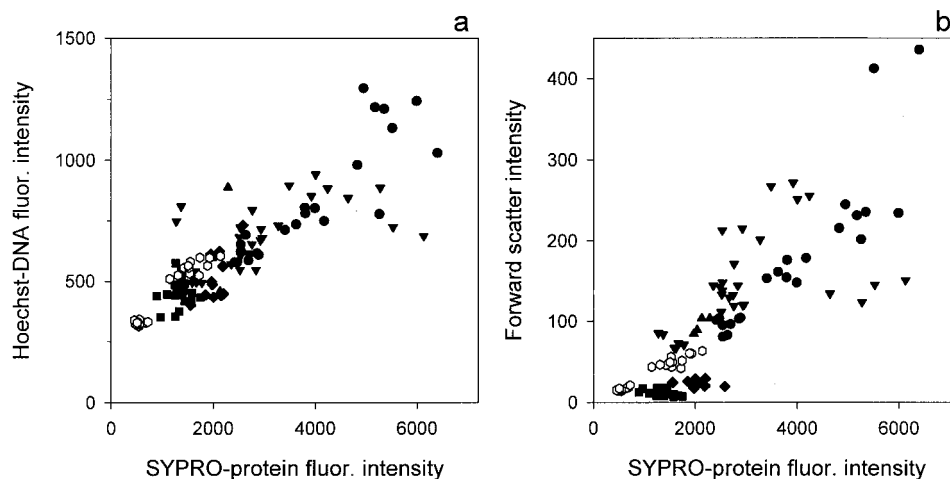 a
Hoechst-DNA fluor. intensity
1500
1000
500
0
0 2000 4000 6000
SYPRO-protein fluor. intensity
b
Forward scatter intensity
400
300
200
100
0
0 2000 4000 6000
SYPRO-protein fluor. intensity